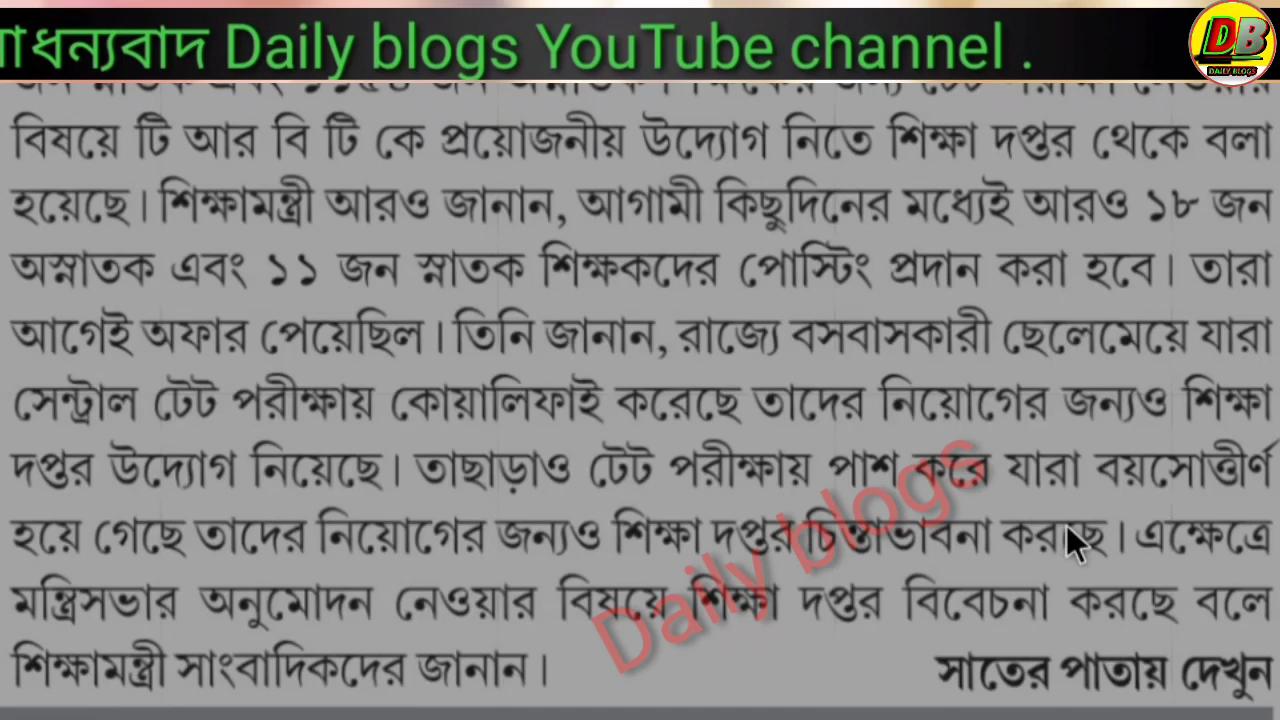 ধন্যবাদ Daily blogs YouTube channel .
DB
DAILY BLOGS
বিষয়ে টি আর বি টি কে প্রয়োজনীয় উদ্যোগ নিতে শিক্ষা দপ্তর থেকে বলা
হয়েছে। শিক্ষামন্ত্রী আরও জানান, আগামী কিছুদিনের মধ্যেই আরও ১৮ জন
অস্নাতক এবং ১১ জন স্নাতক শিক্ষকদের পোস্টিং প্রদান করা হবে। তারা
আগেই অফার পেয়েছিল। তিনি জানান, রাজ্যে বসবাসকারী ছেলেমেয়ে যারা
সেন্ট্রাল টেট পরীক্ষায় কোয়ালিফাই করেছে তাদের নিয়োগের জন্যও শিক্ষা
দপ্তর উদ্যোগ নিয়েছে। তাছাড়াও টেট পরীক্ষায় পাশ করে যারা বয়সোত্তীর্ণ
হয়ে গেছে তাদের নিয়োগের জন্যও শিক্ষা দপ্তর চিন্তাভাবনা করছে। এক্ষেত্রে
মন্ত্রিসভার অনুমোদন নেওয়ার বিষয়ে শিক্ষা দপ্তর বিবেচনা করছে বলে
শিক্ষামন্ত্রী সাংবাদিকদের জানান।
সাতের পাতায় দেখুন
Daily blogs